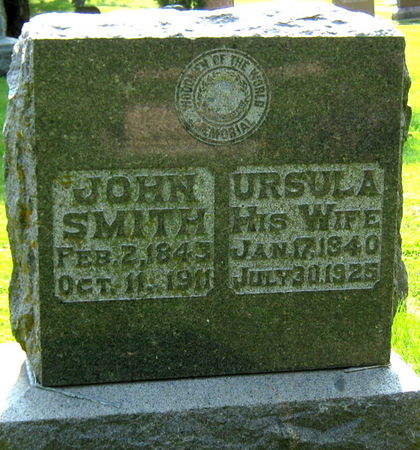 WOODMEN OF THE WORLD
MEMORIAL
JOHN
SMITH
FEB. 2, 1843
OCT. 11, 1911
URSULA
HIS WIFE
JAN. 17, 1840
JULY 30, 1925